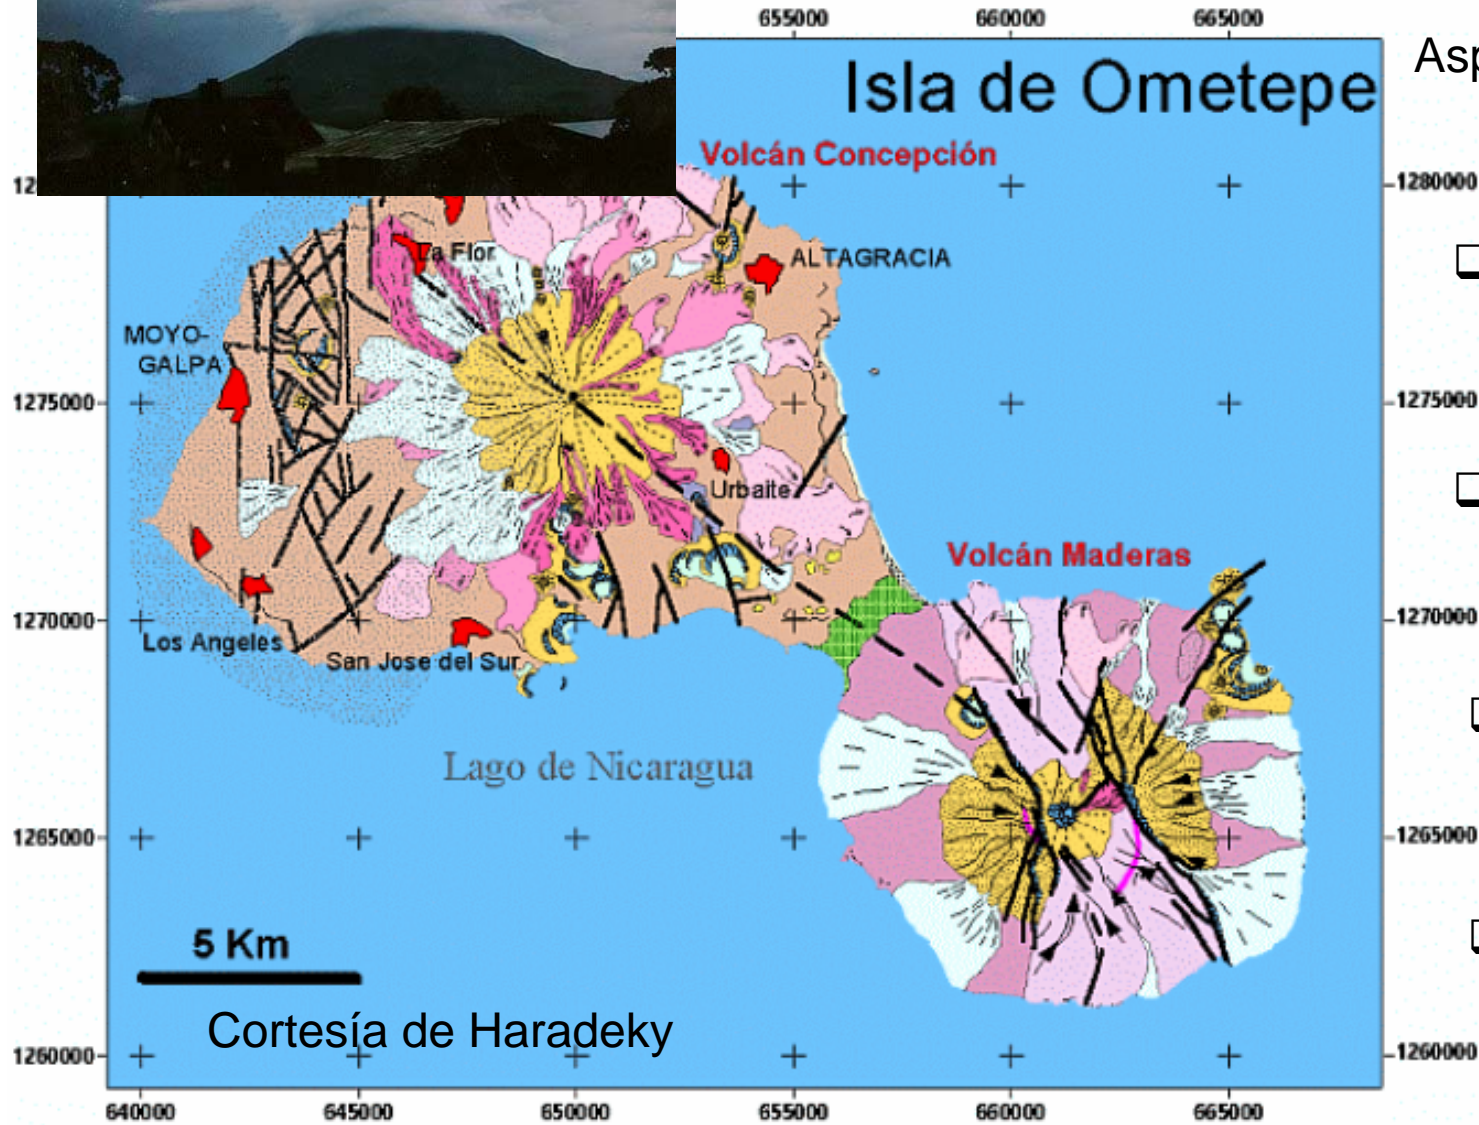 655000 660000 665000
Asp
Isla de Ometepe
Volcán Concepción
1280000
La Flor
ALTAGRACIA
MOYO-
GALPA
1275000
1275000
Urbaite
Volcán Maderas
1270000
1270000
Los Angeles
San Jose del Sur
Lago de Nicaragua
1265000
1265000
5 Km
Cortesía de Haradeky
1260000
1260000
640000 645000 650000 655000 660000 665000